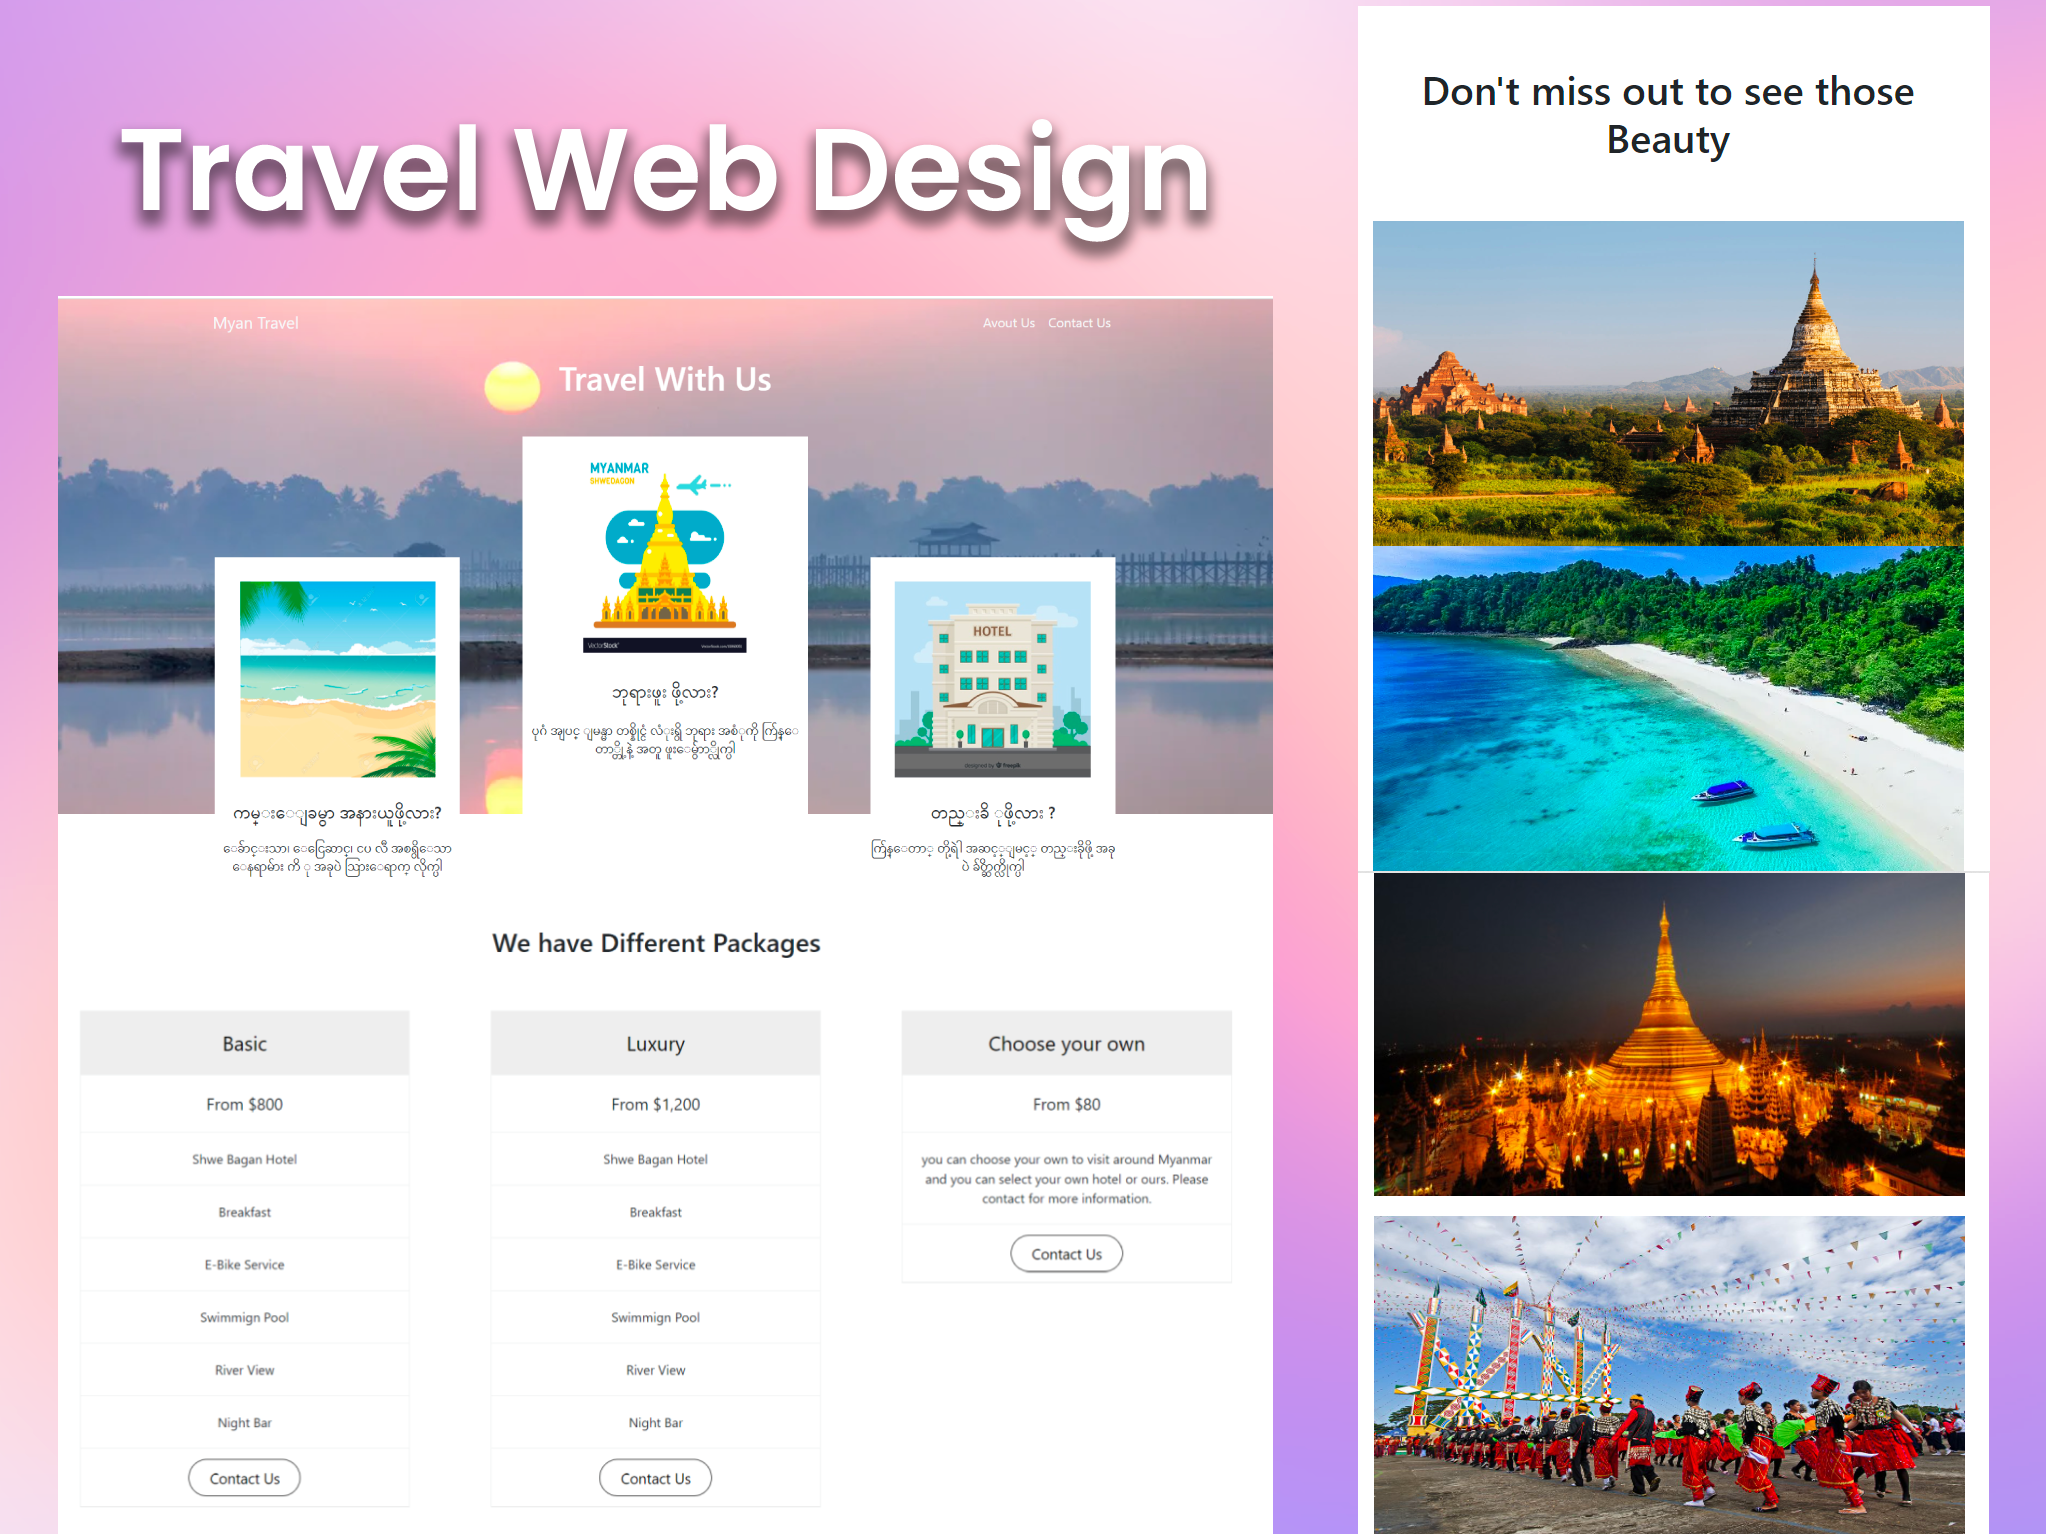 Travel Web Design
Myan Travel
Avout Us
Contact Us
Travel With Us
MYANMAR
SHWEDAGON
VectorStock
HOTEL
designed by freepik
ဘုရားဖူး ဖို့လား?
ကမ္းေျခမွာ အနားယူဖို့လား?
တည္းခိ ုဖို့လား ?
We have Different Packages
Basic
From $800
Shwe Bagan Hotel
Breakfast
E-Bike Service
Swimmign Pool
River View
Night Bar
Contact Us
Luxury
From $1,200
Shwe Bagan Hotel
Breakfast
E-Bike Service
Swimmign Pool
River View
Night Bar
Contact Us
Choose your own
From $80
you can choose your own to visit around Myanmar
and you can select your own hotel or ours. Please
contact for more information.
Contact Us
Don't miss out to see those
Beauty